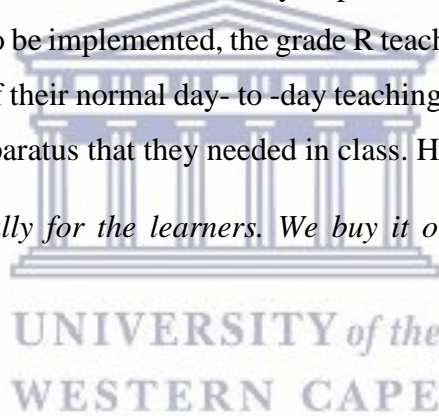 o be implemented, the grade R teach
f their normal day- to -day teaching
paratus that they needed in class. H
ally for the learners. We buy it o
UNIVERSITY of the
WESTERN CAPE